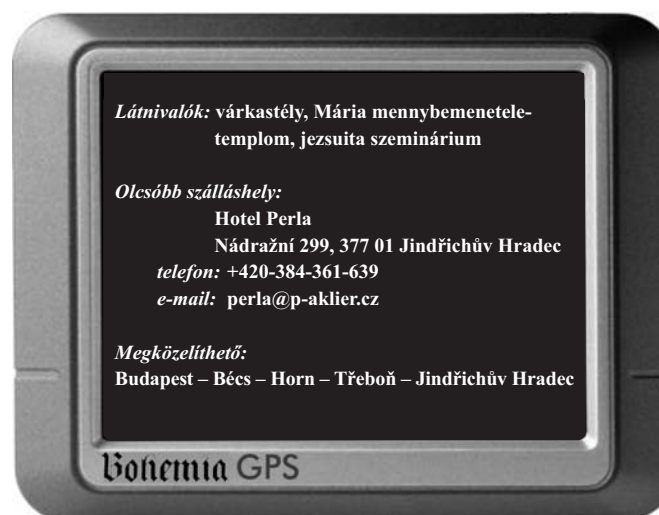 Látnivalók: várkastély, Mária mennybemenetele-
templom, jezsuita szeminárium
Olcsóbb szálláshely:
Hotel Perla
Nádražní 299, 377 01 Jindřichův Hradec
telefon: +420-384-361-639
e-mail: perla@p-aklier.cz
Megközelíthető:
Budapest – Bécs – Horn – Třeboň – Jindřichův Hradec
Bohemia GPS